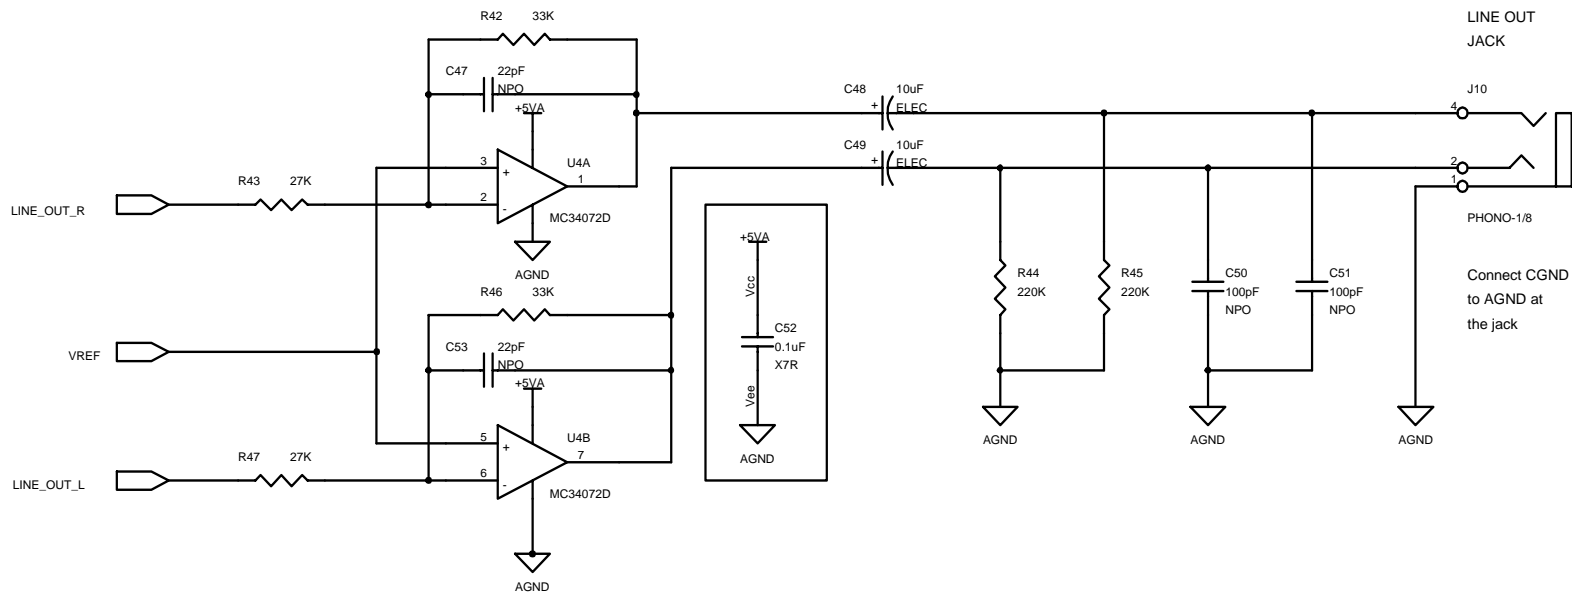 R42 33K
C47 22pF
NPO
+5VA
3
+
U4A
1
R43 27K
2
-
LINE_OUT_R
MC34072D
AGND
R46 33K
VREF
C53 22pF
NPO
+5VA
5
+
U4B
7
R47 27K
6
-
LINE_OUT_L
MC34072D
AGND
+5VA
Vcc
C52
0.1uF
X7R
Vee
AGND
C48 10uF
+ ELEC
C49 10uF
+ ELEC
R44
220K
R45
220K
AGND
C50
100pF
NPO
C51
100pF
NPO
AGND
LINE OUT
JACK
J10
4
2
1
PHONO-1/8
Connect CGND
to AGND at
the jack
AGND